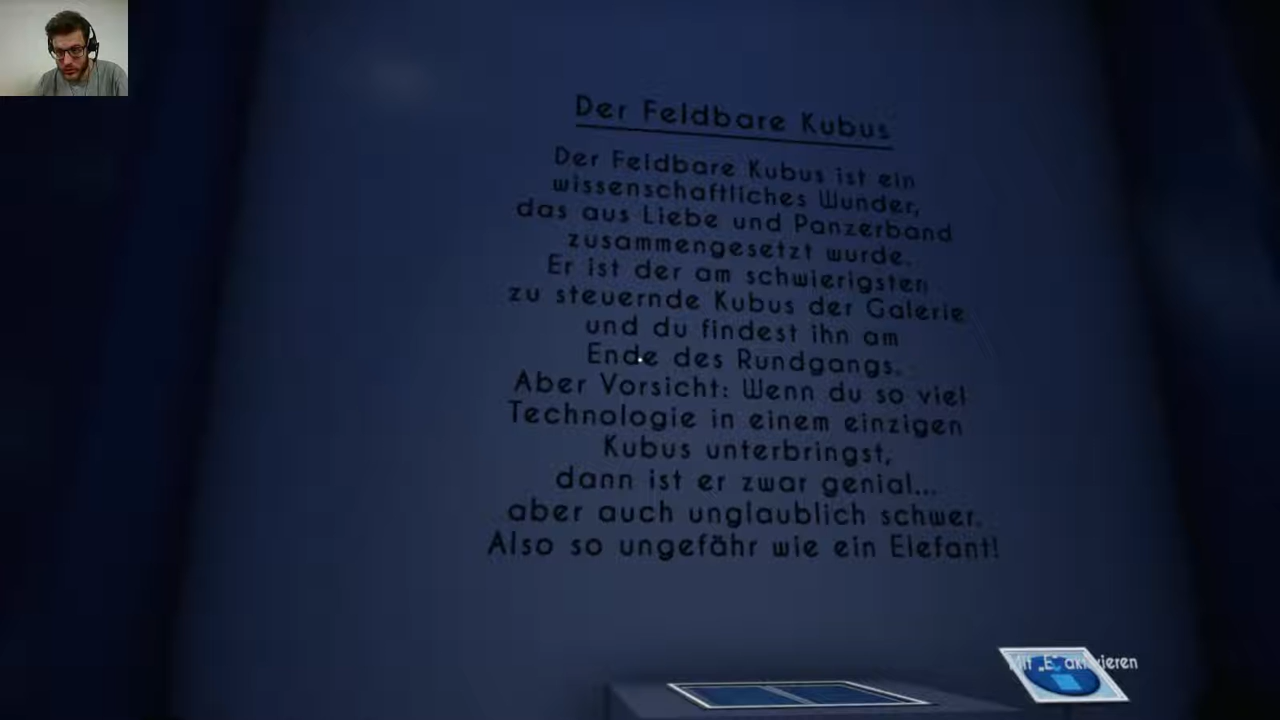 Der Feldbare Kubus
Der Feldbare Kubus ist ein
wissenschaftliches Wunder,
das aus Liebe und Panzerband
zusammengesetzt wurde.
Er ist der am schwierigsten
zu steuernde Kubus der Galerie
und du findest ihn am
Ende des Rundgangs.
Aber Vorsicht: Wenn du so viel
Technologie in einem einzigen
Kubus unterbringst,
dann ist er zwar genial...
aber auch unglaublich schwer.
Also so ungefähr wie ein Elefant!
Mit „E“ aktivieren